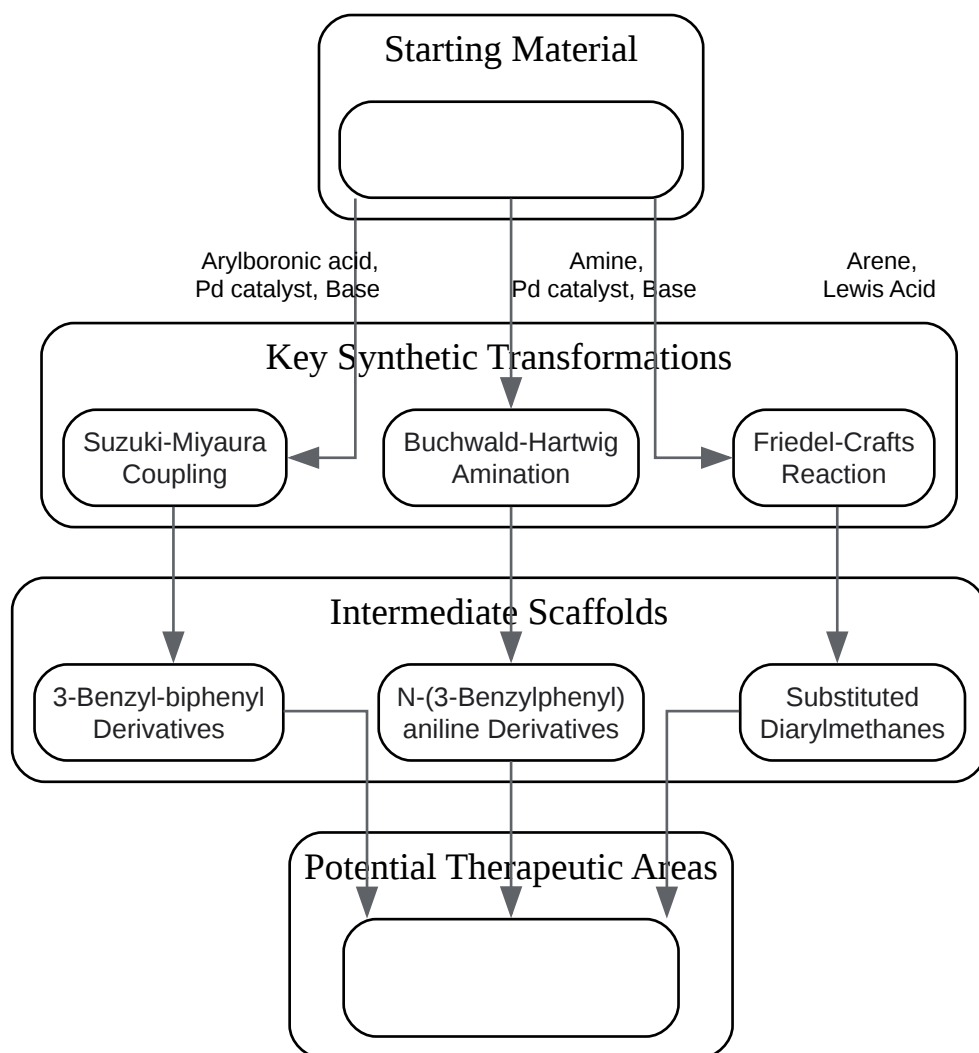 Starting Material
Arylboronic acid,
Pd catalyst, Base
Amine,
Pd catalyst, Base
Arene,
Lewis Acid
Key Synthetic Transformations
Suzuki-Miyaura
Coupling
Buchwald-Hartwig
Amination
Friedel-Crafts
Reaction
Intermediate Scaffolds
3-Benzyl-biphenyl
Derivatives
N-(3-Benzylphenyl)
aniline Derivatives
Substituted
Diarylmethanes
Potential Therapeutic Areas